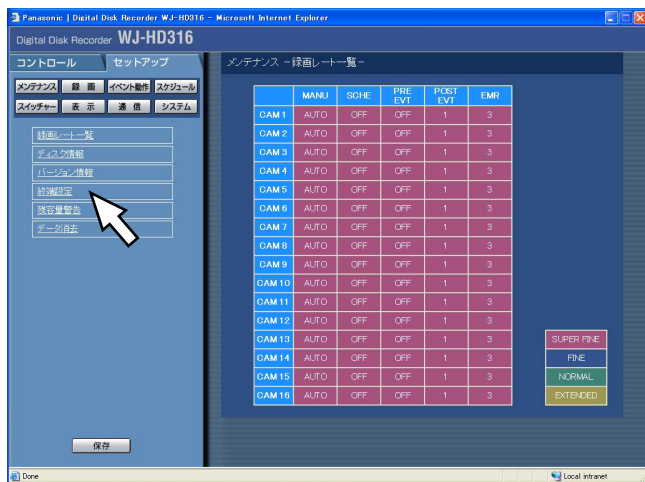 Panasonic | Digital Disk Recorder WJ-HD316 - Microsoft Internet Explorer
Digital Disk Recorder WJ-HD316
コントロール セットアップ
メンテナンス 録 画 イベント動作 スケジュール
スイッチャー 表 示 通 信 システム
録画レート一覧
ディスク情報
バージョン情報
終端設定
残容量警告
データ消去
保存
メンテナンス －録画レート一覧－
MANU SCHE PRE EVT POST EVT EMR
CAM 1 AUTO OFF OFF 1 3
CAM 2 AUTO OFF OFF 1 3
CAM 3 AUTO OFF OFF 1 3
CAM 4 AUTO OFF OFF 1 3
CAM 5 AUTO OFF OFF 1 3
CAM 6 AUTO OFF OFF 1 3
CAM 7 AUTO OFF OFF 1 3
CAM 8 AUTO OFF OFF 1 3
CAM 9 AUTO OFF OFF 1 3
CAM 10 AUTO OFF OFF 1 3
CAM 11 AUTO OFF OFF 1 3
CAM 12 AUTO OFF OFF 1 3
CAM 13 AUTO OFF OFF 1 3
CAM 14 AUTO OFF OFF 1 3
CAM 15 AUTO OFF OFF 1 3
CAM 16 AUTO OFF OFF 1 3
SUPER FINE
FINE
NORMAL
EXTENDED
Done
Local intranet